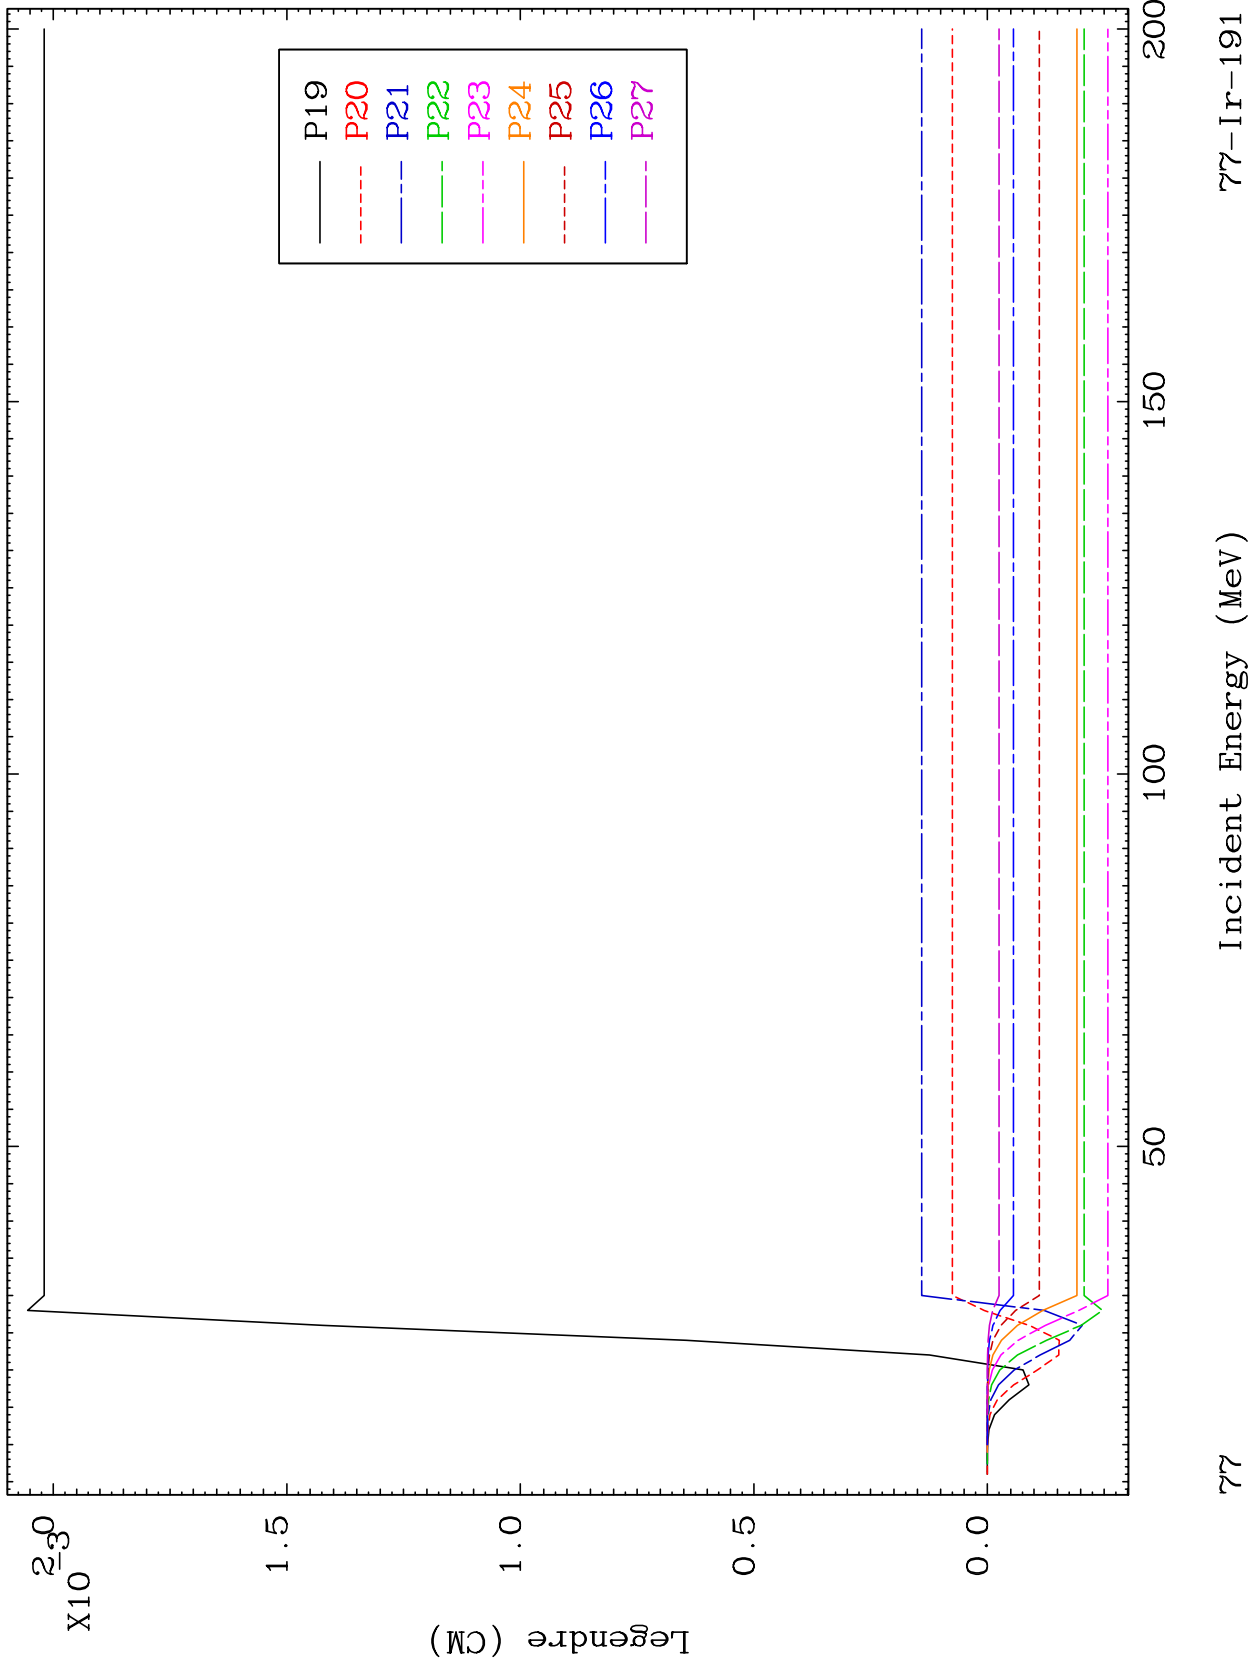 X10
-3
2.0
1.5
1.0
0.5
0.0
Legendre (CM)
P19
P20
P21
P22
P23
P24
P25
P26
P27
50
100
150
200
77
Incident Energy (MeV)
77-Ir-191